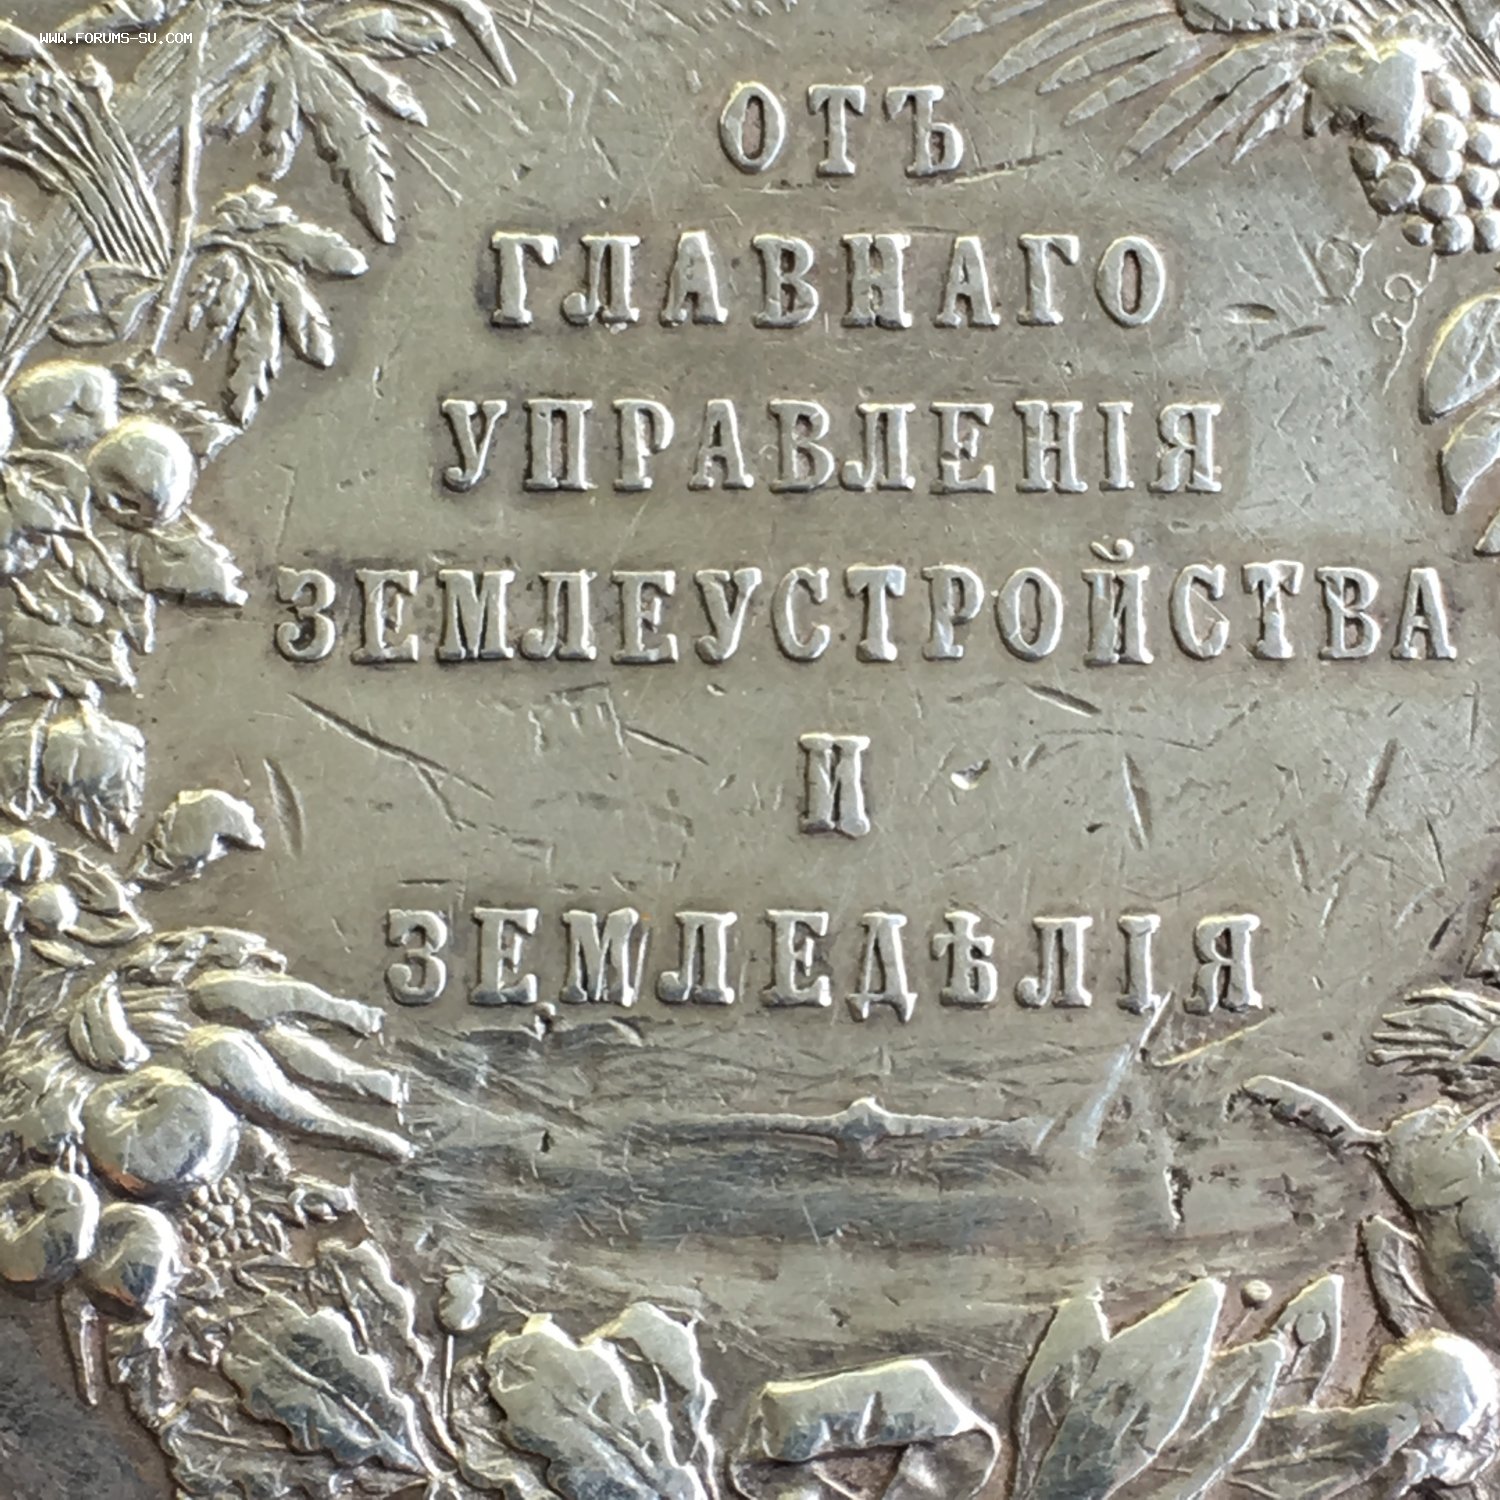 WWW.FORUMS-SU.COM
ОТЪ
ГЛАВНАГО
УПРАВЛЕНІЯ
ЗЕМЛЕУСТРОЙСТВА
И
ЗЕМЛЕДѢЛІЯ